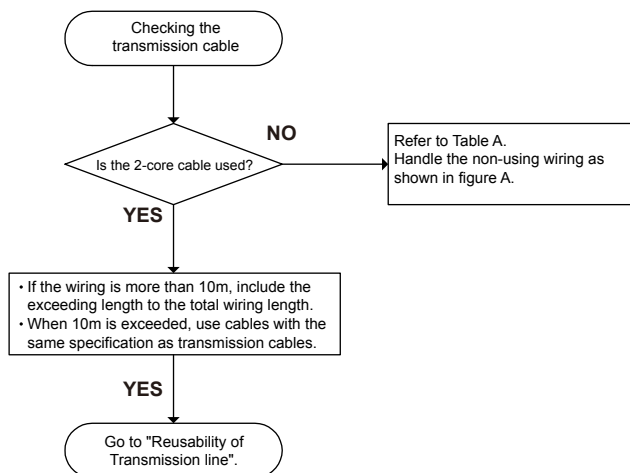 Checking the
transmission cable
Is the 2-core cable used?
NO
Refer to Table A.
Handle the non-using wiring as
shown in figure A.
YES
• If the wiring is more than 10m, include the
exceeding length to the total wiring length.
• When 10m is exceeded, use cables with the
same specification as transmission cables.
YES
Go to "Reusability of
Transmission line".